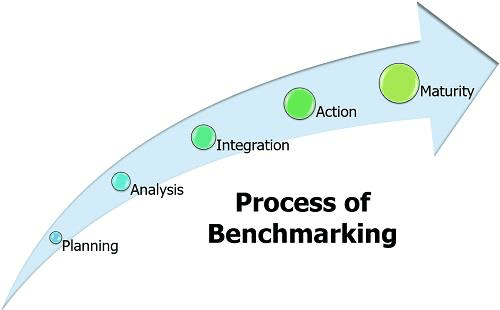 Maturity
Action
Integration
Analysis
Planning
Process of
Benchmarking